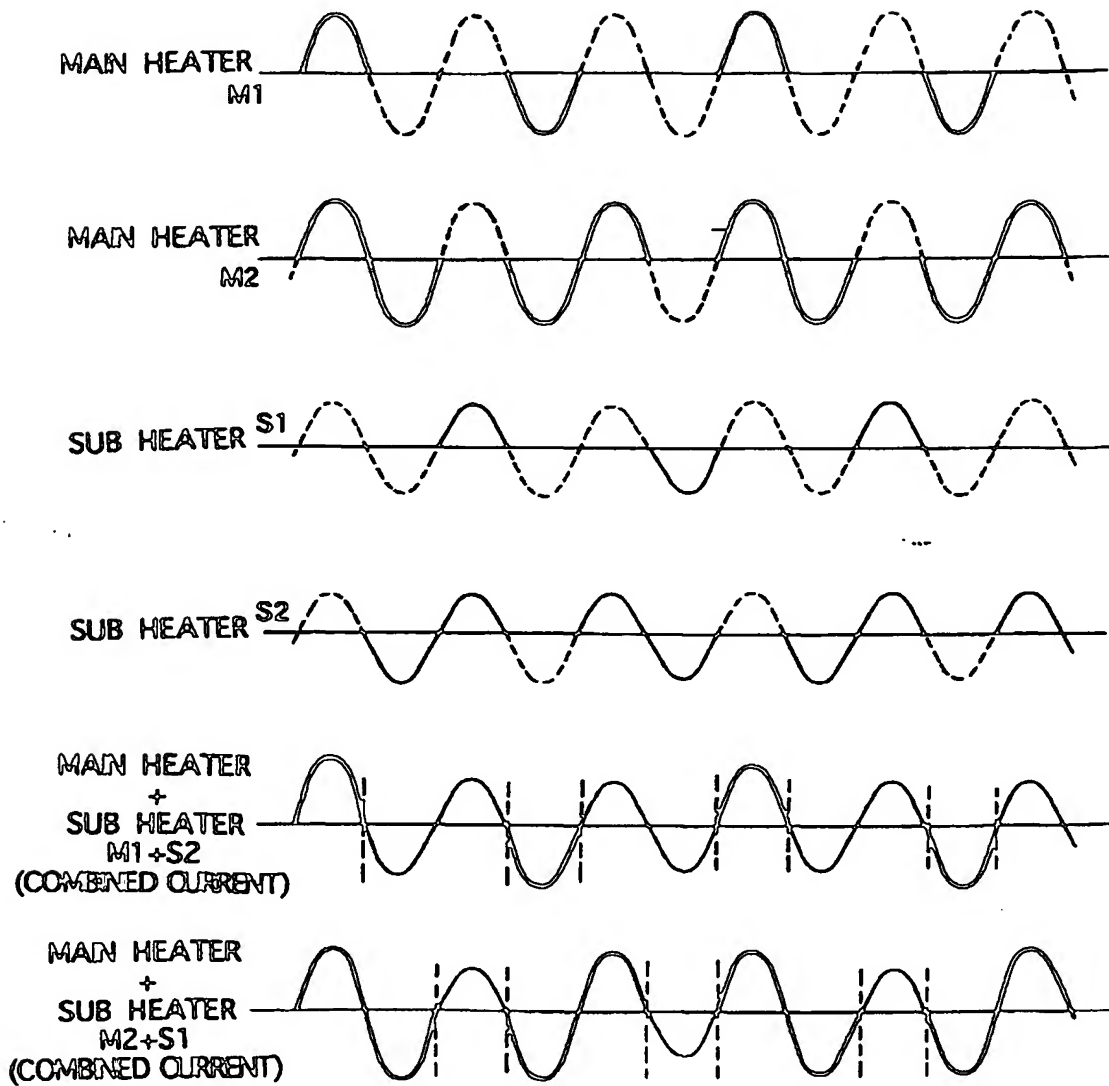 MAIN HEATER
M1
MAIN HEATER
M2
SUB HEATER S1
SUB HEATER S2
MAIN HEATER
+
SUB HEATER
M1+S2
(COMBINED CURRENT)
MAIN HEATER
+
SUB HEATER
M2+S1
(COMBINED CURRENT)